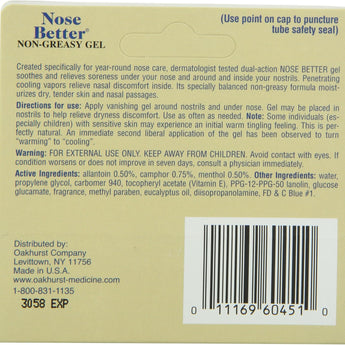 Nose
Better®
NON-GREASY GEL
(Use point on cap to puncture
tube safety seal)
Created specifically for year-round nose care, dermatologist tested dual-action NOSE BETTER gel
soothes and relieves soreness under your nose and around and inside your nostrils. Penetrating
cooling vapors relieve nasal discomfort inside. Its specially balanced non-greasy formula moistur-
izes dry, tender skin and nasal passages.
Directions for use: Apply vanishing gel around nostrils and under nose. Gel may be placed in
nostrils to help relieve dryness discomfort. Use as often as needed. Note: Some individuals (es-
pecially children) with sensitive skin may experience an initial warm tingling feeling. This will
quickly pass. An immediate second liberal application of the gel has been observed to turn
"warming" to "cooling".
Warning: FOR EXTERNAL USE ONLY. KEEP AWAY FROM CHILDREN. Avoid contact with eyes. If
condition worsens or does not improve in seven days, consult a physician immediately.
Active Ingredients: allantoin 0.50%, camphor 0.75%, menthol 0.50%. Other Ingredients: water,
propylene glycol, carbomer 940, tocopheryl acetate (Vitamin E), PPG-12-PPG-50 lanolin, glucose
glucamate, fragrance, methylparaben, eucalyptus oil, diisopropanolamine, FD & C Blue #1.
Distributed by:
Oakhurst Company
Levittown, NY 11756
Made in U.S.A.
www.oakhurst-medicine.com
1-800-831-1135
3058 EXP
0 11169 60451 0